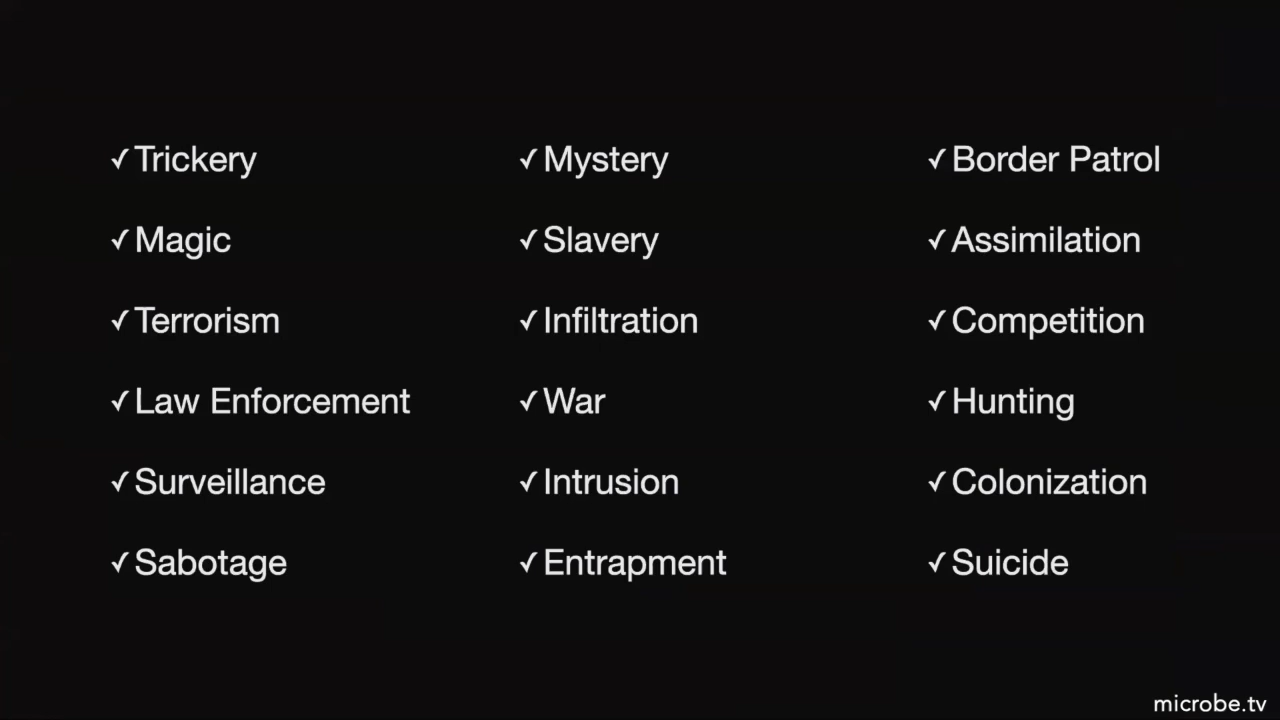 ✓ Trickery
✓ Magic
✓ Terrorism
✓ Law Enforcement
✓ Surveillance
✓ Sabotage
✓ Mystery
✓ Slavery
✓ Infiltration
✓ War
✓ Intrusion
✓ Entrapment
✓ Border Patrol
✓ Assimilation
✓ Competition
✓ Hunting
✓ Colonization
✓ Suicide
microbe.tv